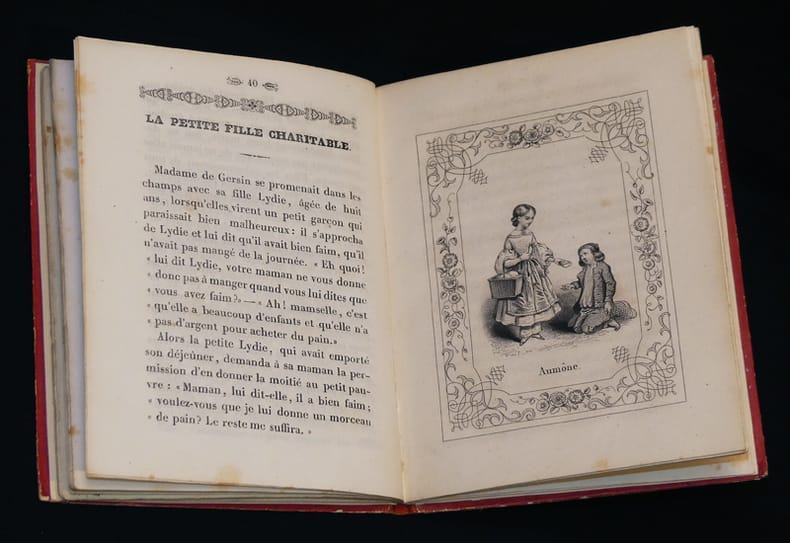 40
LA PETITE FILLE CHARITABLE.
Madame de Gersin se promenait dans les
champs avec sa fille Lydie, âgée de huit
ans, lorsqu'elles virent un petit garçon qui
paraissait bien malheureux : il s'approcha
de Lydie et lui dit qu'il avait bien faim, qu'il
n'avait pas mangé de la journée. « Eh quoi!
« lui dit Lydie, votre maman ne vous donne
« donc pas à manger quand vous lui dites que
« vous avez faim?» — « Ah! mamselle, c'est
« qu'elle a beaucoup d'enfants et qu'elle n'a
« pas d'argent pour acheter du pain.»
Alors la petite Lydie, qui avait emporté
son déjeûner, demanda à sa maman la per-
mission d'en donner la moitié au petit pau-
vre : « Maman, lui dit-elle, il a bien faim;
« voulez-vous que je lui donne un morceau
« de pain? Le reste me suffira. »
Aumône.